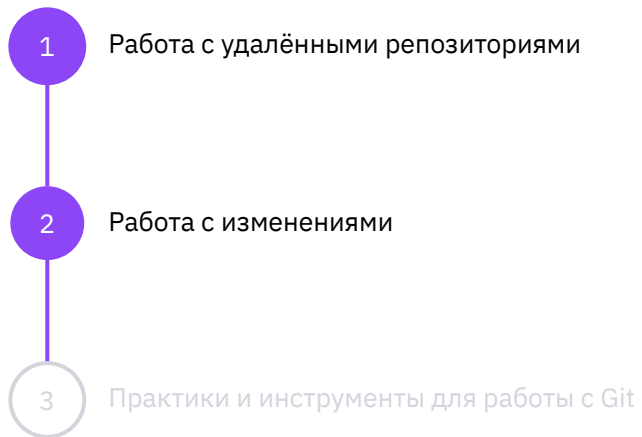 1 Работа с удалёнными репозиториями
2 Работа с изменениями
3 Практики и инструменты для работы с Git